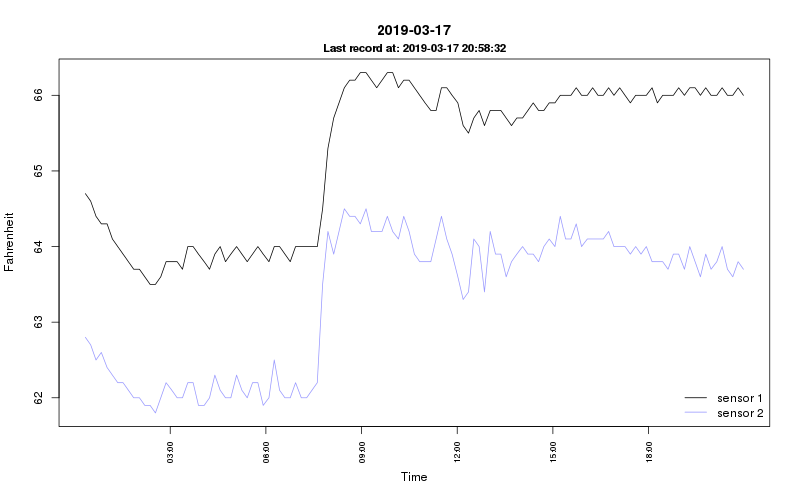 2019-03-17
Last record at: 2019-03-17 20:58:32
66
65
64
63
62
Fahrenheit
sensor 1
sensor 2
03:00
06:00
09:00
12:00
15:00
18:00
Time